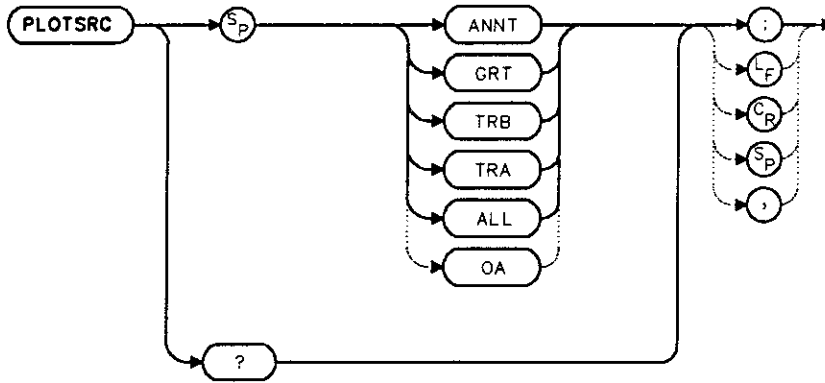 PLOTSRC
SP
ANNT
GRT
TRB
TRA
ALL
OA
?
;
LF
CR
SP
,